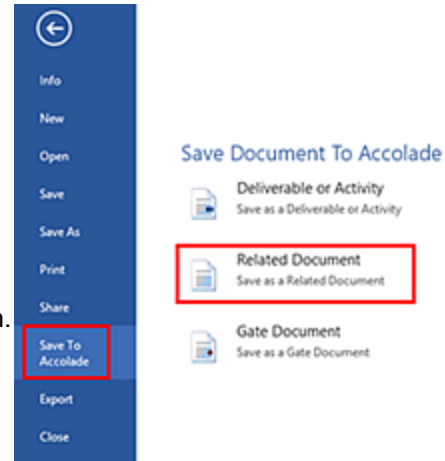 Info
New
Open
Save
Save As
Print
Share
Save To
Accolade
Export
Close
Save Document To Accolade
Deliverable or Activity
Save as a Deliverable or Activity
Related Document
Save as a Related Document
Gate Document
Save as a Gate Document